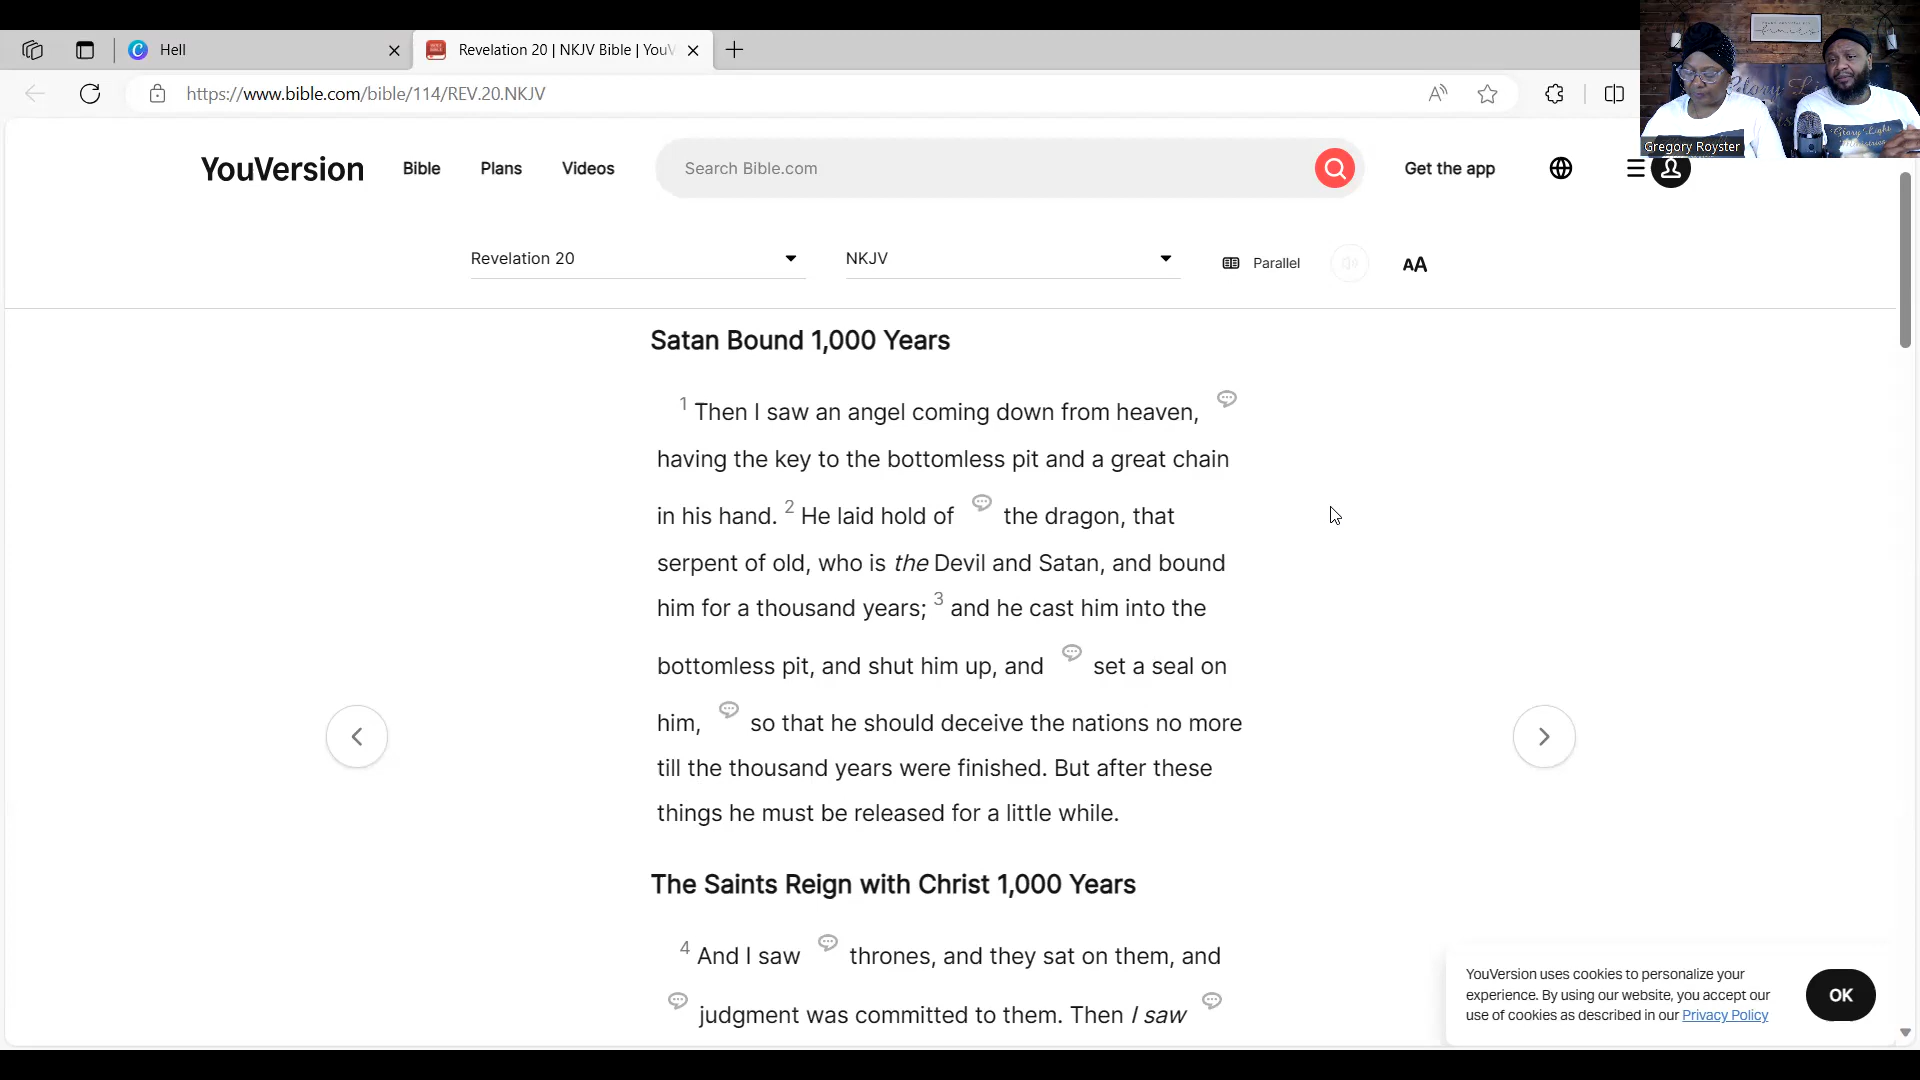 Hell
Revelation 20 | NKJV Bible | YouV
https://www.bible.com/bible/114/REV.20.NKJV
Gregory Royster
Glory Light
YouVersion
Bible
Plans
Videos
Search Bible.com
Get the app
Revelation 20
NKJV
Parallel
AA
Satan Bound 1,000 Years
1 Then I saw an angel coming down from heaven,
having the key to the bottomless pit and a great chain
in his hand. 2 He laid hold of the dragon, that
serpent of old, who is the Devil and Satan, and bound
him for a thousand years; 3 and he cast him into the
bottomless pit, and shut him up, and set a seal on
him, so that he should deceive the nations no more
till the thousand years were finished. But after these
things he must be released for a little while.
The Saints Reign with Christ 1,000 Years
4 And I saw thrones, and they sat on them, and
judgment was committed to them. Then I saw
YouVersion uses cookies to personalize your
experience. By using our website, you accept our
use of cookies as described in our Privacy Policy
OK